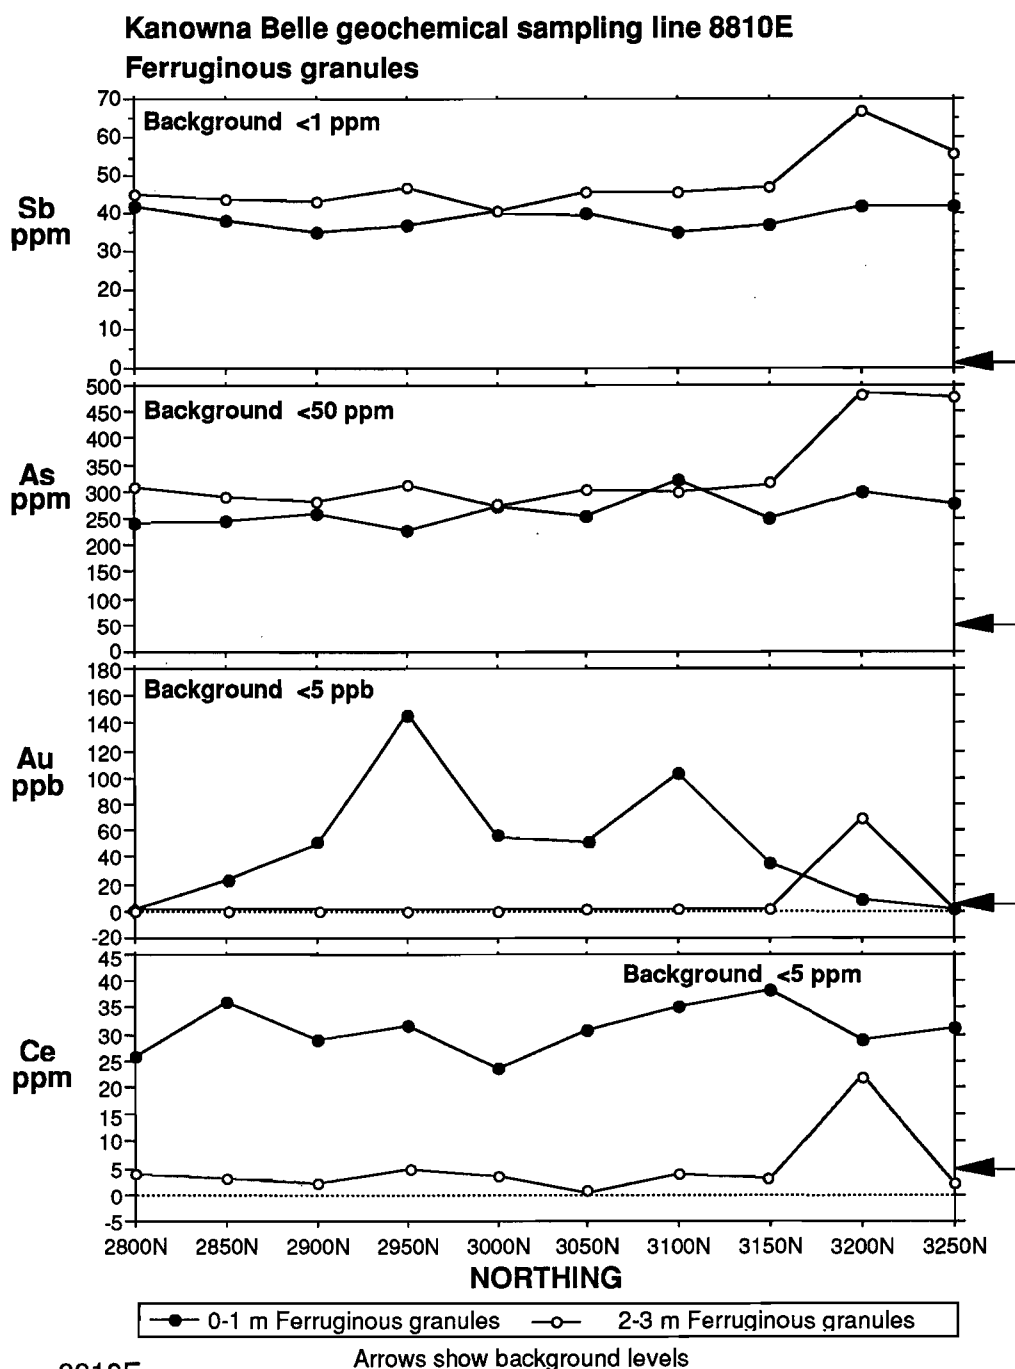 Kanowna Belle geochemical sampling line 8810E
Ferruginous granules
Background <1 ppm
Sb
ppm
70
60
50
40
30
20
10
0
Background <50 ppm
As
ppm
500
450
400
350
300
250
200
150
100
50
0
Background <5 ppb
Au
ppb
180
160
140
120
100
80
60
40
20
0
-20
Background <5 ppm
Ce
ppm
45
40
35
30
25
20
15
10
5
0
-5
2800N 2850N 2900N 2950N 3000N 3050N 3100N 3150N 3200N 3250N
NORTHING
0-1 m Ferruginous granules 2-3 m Ferruginous granules
Arrows show background levels